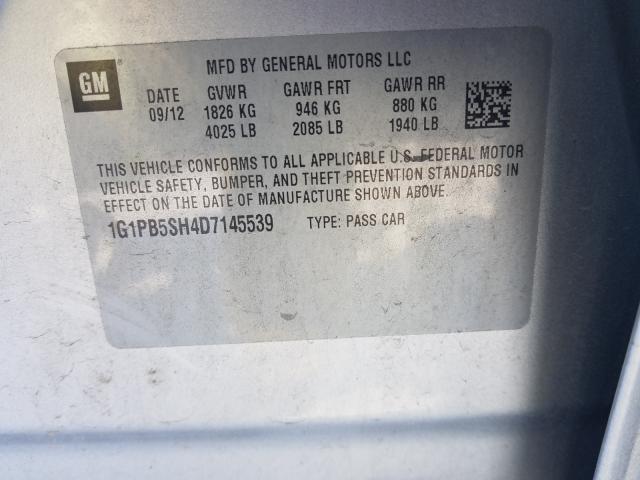 GM
MFD BY GENERAL MOTORS LLC
DATE GVWR GAWR FRT GAWR RR
09/12 1826 KG 946 KG 880 KG
4025 LB 2085 LB 1940 LB
THIS VEHICLE CONFORMS TO ALL APPLICABLE U.S. FEDERAL MOTOR
VEHICLE SAFETY, BUMPER, AND THEFT PREVENTION STANDARDS IN
EFFECT ON THE DATE OF MANUFACTURE SHOWN ABOVE.
1G1PB5SH4D7145539 TYPE: PASS CAR